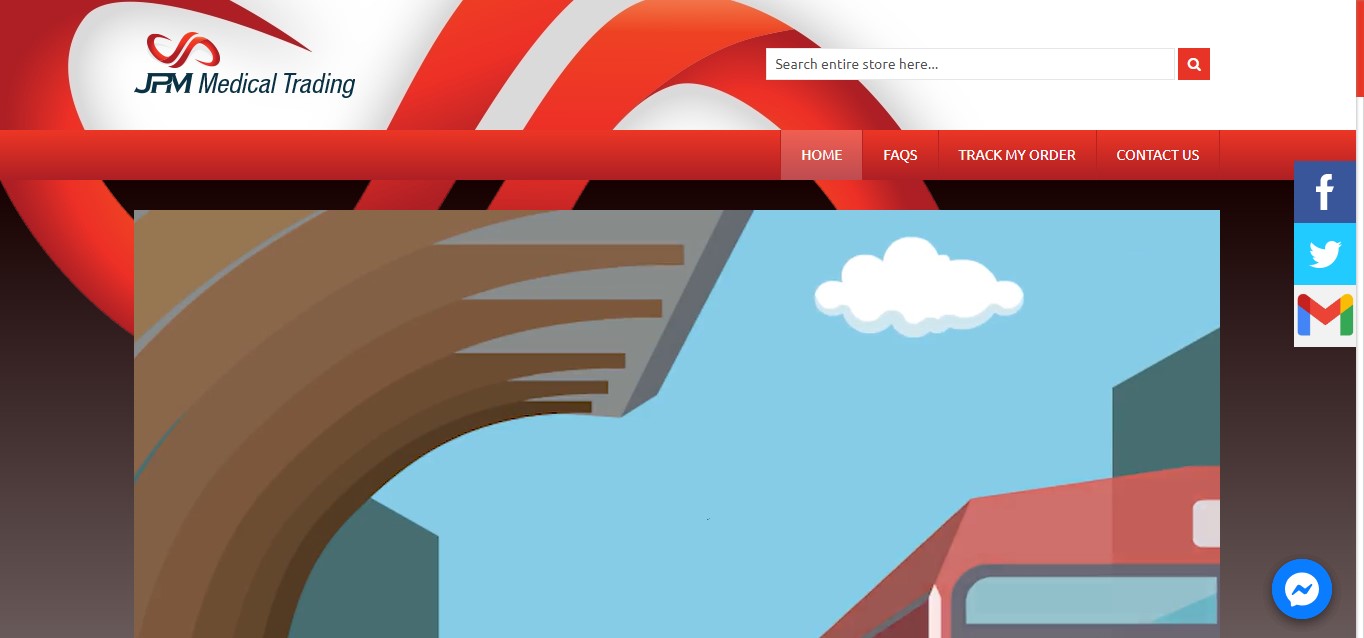 JPM Medical Trading
Search entire store here...
HOME
FAQS
TRACK MY ORDER
CONTACT US